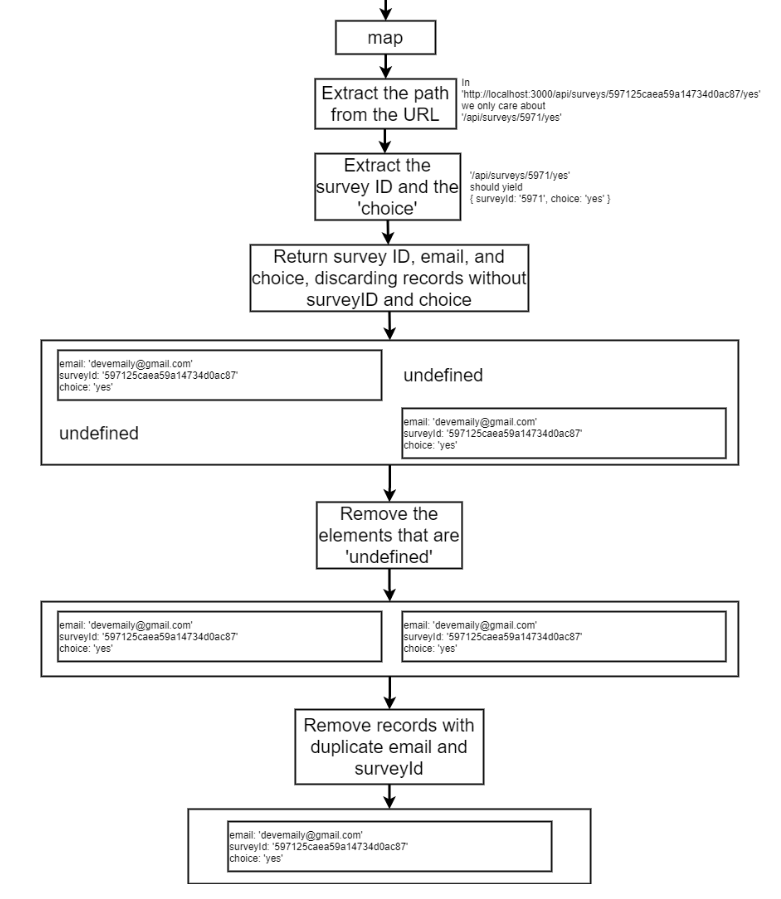 map
Extract the path
from the URL
In
'http://localhost:3000/api/surveys/597125caea59a14734d0ac87/yes'
we only care about
'/api/surveys/5971/yes'
Extract the
survey ID and the
'choice'
'/api/surveys/5971/yes'
should yield
{ surveyId: '5971', choice: 'yes' }
Return survey ID, email, and
choice, discarding records without
surveyID and choice
email: 'devemaily@gmail.com'
surveyId: '597125caea59a14734d0ac87'
choice: 'yes'
undefined
undefined
email: 'devemaily@gmail.com'
surveyId: '597125caea59a14734d0ac87'
choice: 'yes'
Remove the
elements that are
'undefined'
email: 'devemaily@gmail.com'
surveyId: '597125caea59a14734d0ac87'
choice: 'yes'
email: 'devemaily@gmail.com'
surveyId: '597125caea59a14734d0ac87'
choice: 'yes'
Remove records with
duplicate email and
surveyId
email: 'devemaily@gmail.com'
surveyId: '597125caea59a14734d0ac87'
choice: 'yes'